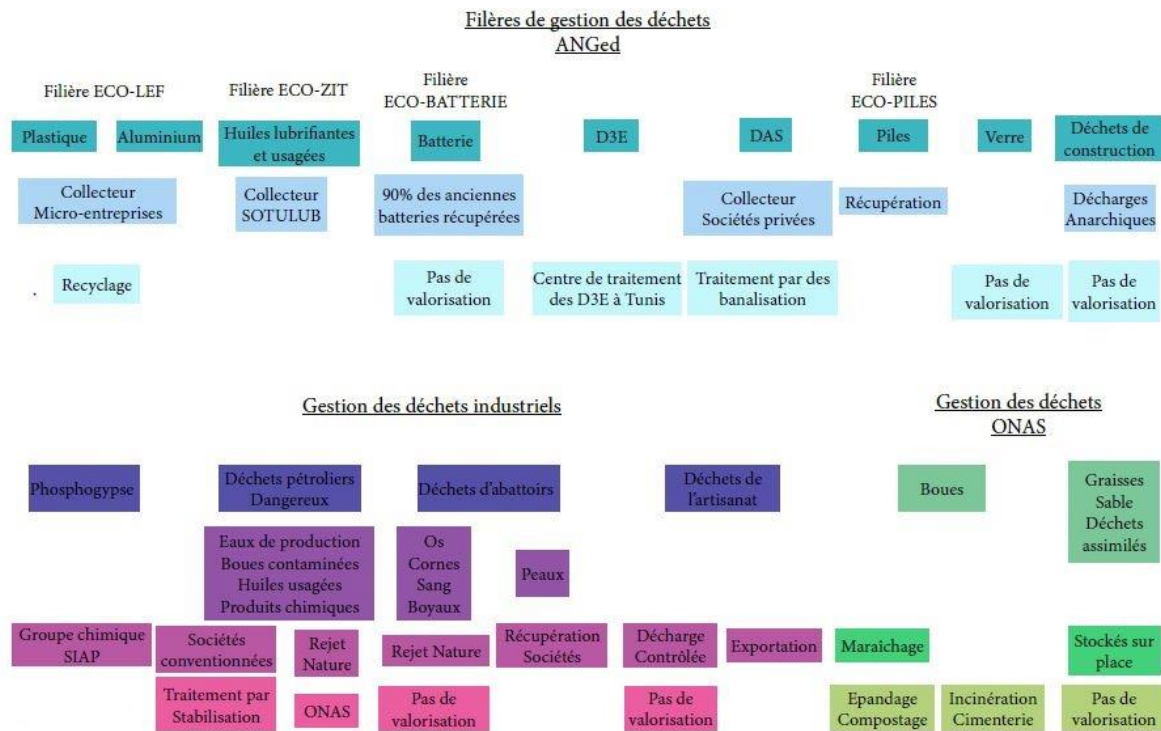 Filères de gestion des déchets
ANGed
Filière ECO-LEF
Filière ECO-ZIT
Filière
ECO-BATTERIE
Filière
ECO-PILES
Plastique
Aluminium
Huiles lubrifiantes
et usagées
Batterie
D3E
DAS
Piles
Verre
Déchets de
construction
Collecteur
Micro-entreprises
Collecteur
SOTULUB
90% des anciennes
batteries récupérées
Collecteur
Sociétés privées
Récupération
Décharges
Anarchiques
Recyclage
Pas de
valorisation
Centre de traitement
des D3E à Tunis
Traitement par des
banalisation
Pas de
valorisation
Pas de
valorisation
Gestion des déchets industriels
Gestion des déchets
ONAS
Phosphogypse
Déchets pétroliers
Dangereux
Déchets d'abattoirs
Déchets de
l'artisanat
Boues
Graisses
Sable
Déchets
assimilés
Eaux de production
Boues contaminées
Huiles usagées
Produits chimiques
Os
Cornes
Sang
Boyaux
Peaux
Groupe chimique
SIAP
Sociétés
conventionnées
Rejet
Nature
Rejet Nature
Récupération
Sociétés
Décharge
Contrôlée
Exportation
Maraîchage
Stockés sur
place
Traitement par
Stabilisation
ONAS
Pas de
valorisation
Pas de
valorisation
Epandage
Compostage
Incinération
Cimenterie
Pas de
valorisation